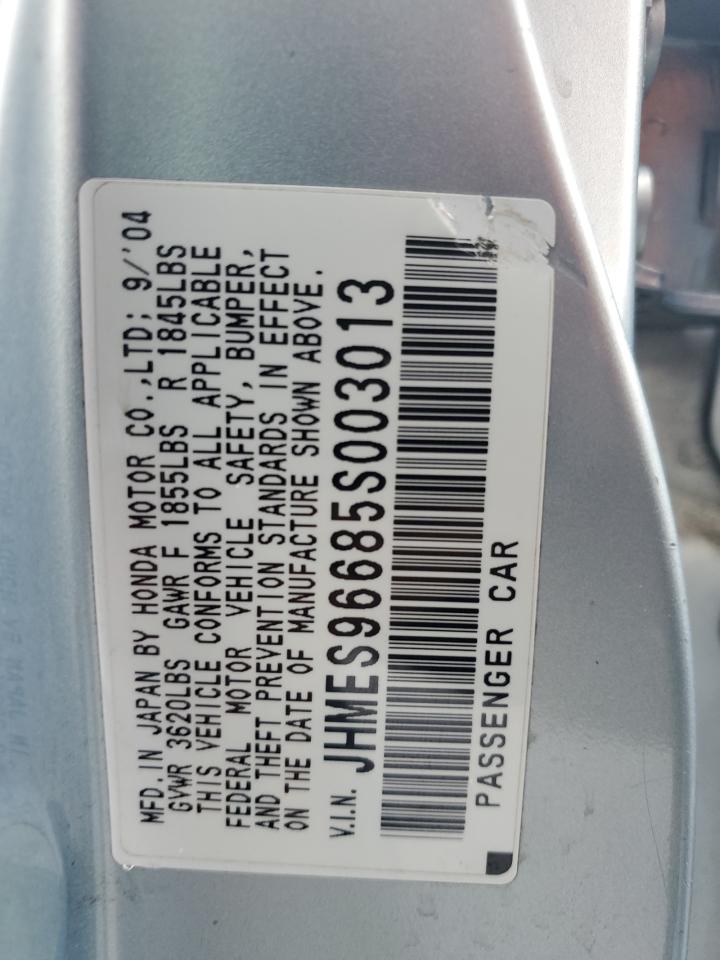 MFD. IN JAPAN BY HONDA MOTOR CO.,LTD; 9/'04
GVWR 3620LBS GAWR F 1855LBS R 1845LBS
THIS VEHICLE CONFORMS TO ALL APPLICABLE
FEDERAL MOTOR VEHICLE SAFETY, BUMPER,
AND THEFT PREVENTION STANDARDS IN EFFECT
ON THE DATE OF MANUFACTURE SHOWN ABOVE.
V.I.N. JHMES96685S003013
PASSENGER CAR